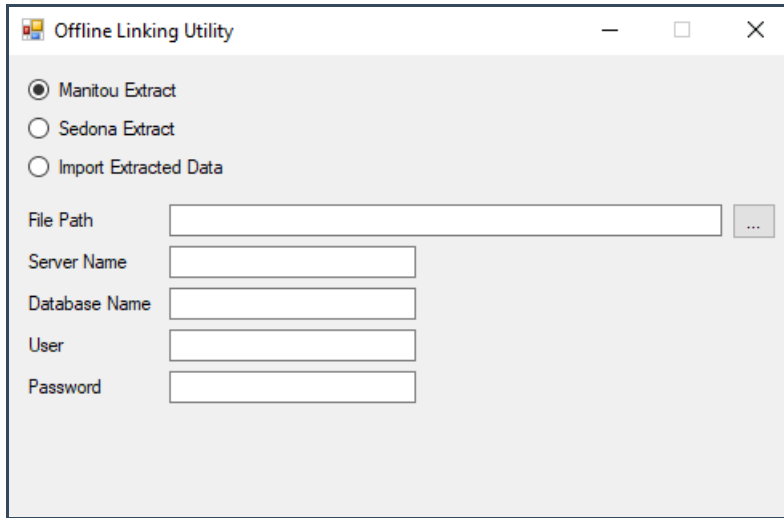 Offline Linking Utility
Manitou Extract
Sedona Extract
Import Extracted Data
File Path ...
Server Name
Database Name
User
Password